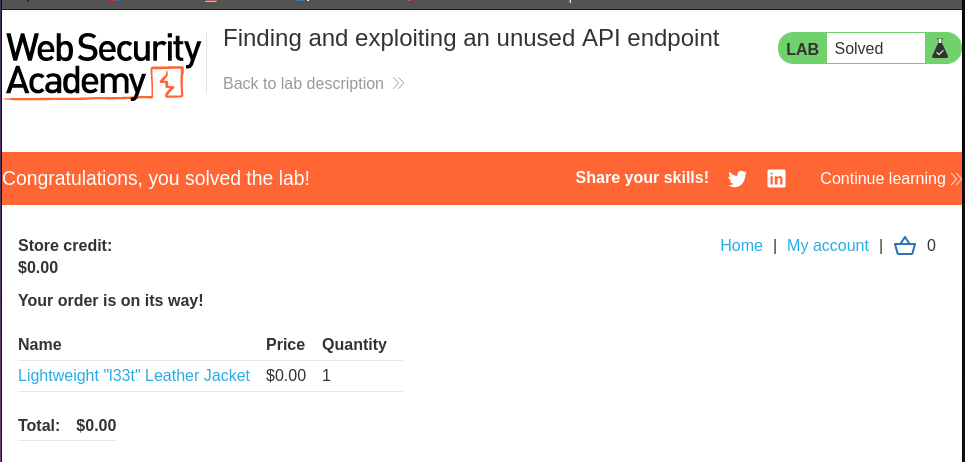 Web Security
Academy
Finding and exploiting an unused API endpoint
Back to lab description
LAB Solved
Congratulations, you solved the lab!
Share your skills!
in
Continue learning
Store credit:
$0.00
Home | My account | 0
Your order is on its way!
Name Price Quantity
Lightweight "l33t" Leather Jacket $0.00 1
Total: $0.00